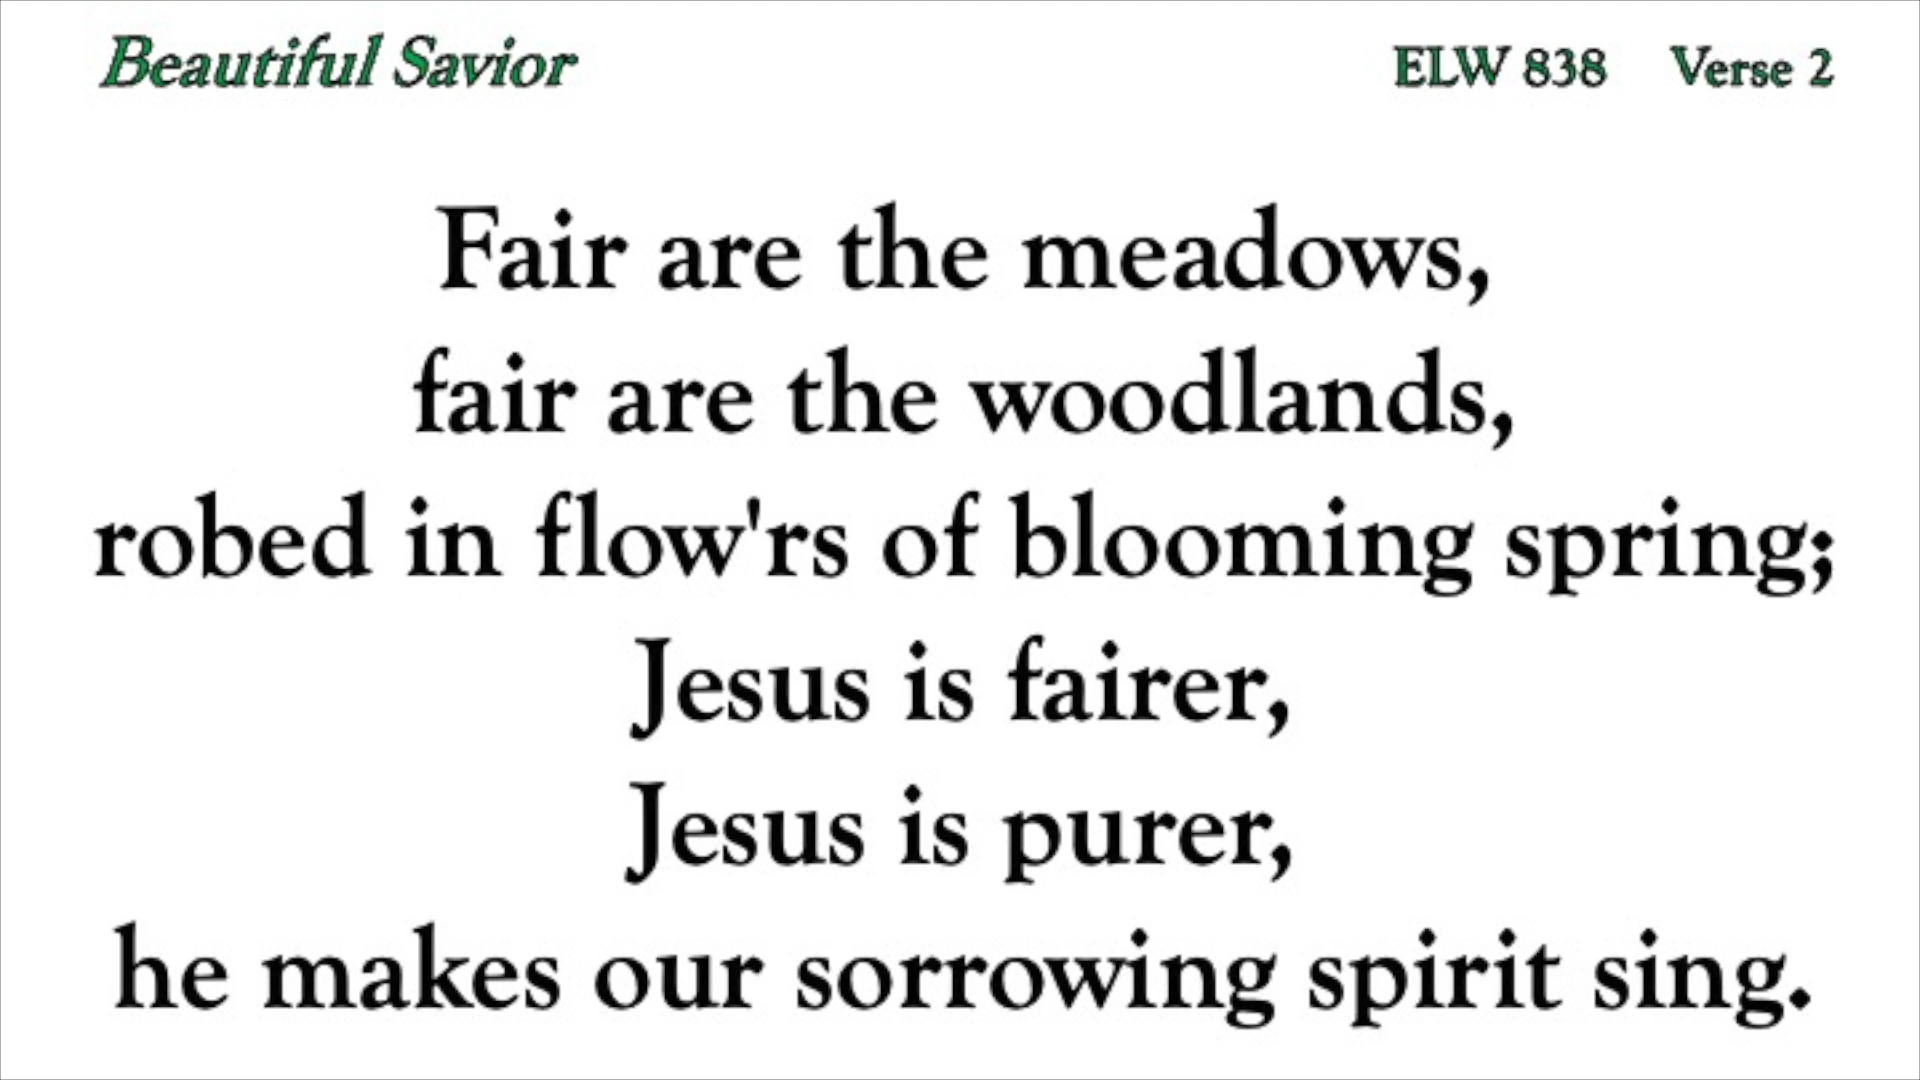 Beautiful Savior ELW 838 Verse 2
Fair are the meadows,
fair are the woodlands,
robed in flow'rs of blooming spring;
Jesus is fairer,
Jesus is purer,
he makes our sorrowing spirit sing.